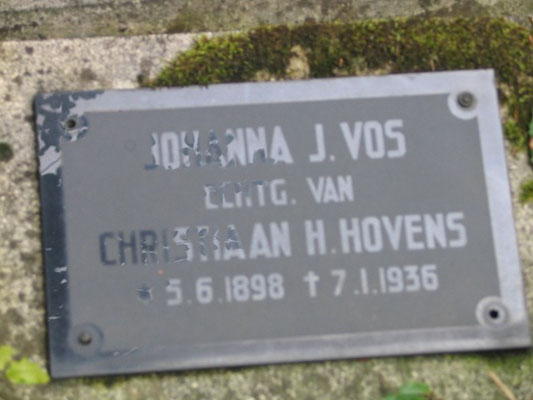 JOHANNA J. VOS
ECHTG. VAN
CHRISTIAAN H. HOVENS
* 5.6.1898 † 7.1.1936